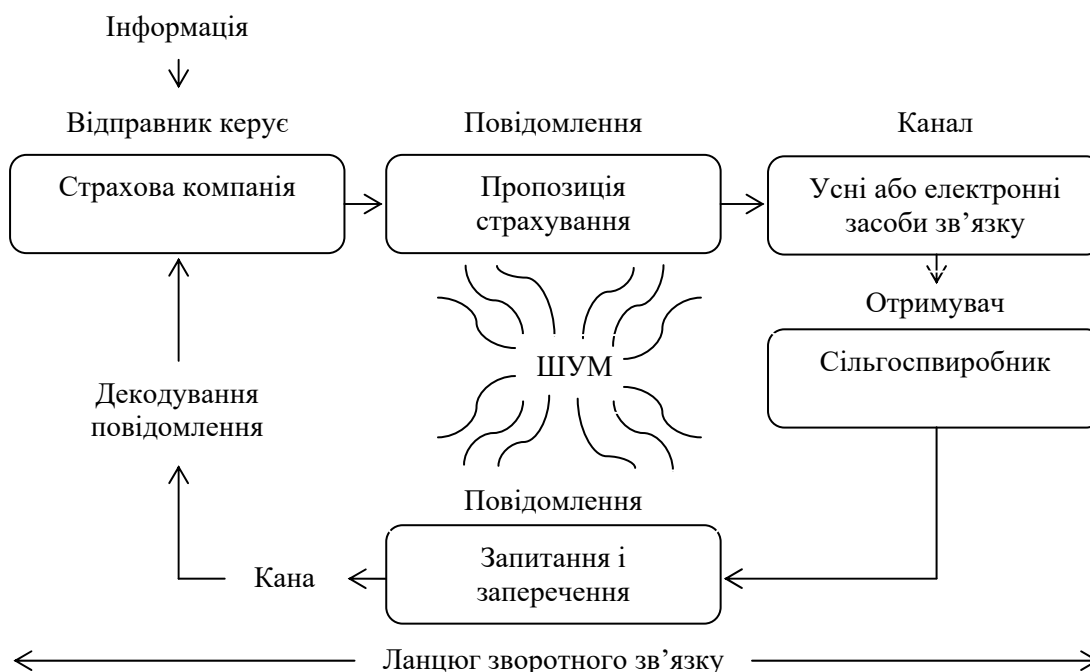 Інформація
Відправник керує
Повідомлення
Канал
Страхова компанія
Пропозиція
страхування
Усні або електронні
засоби зв’язку
Отримувач
Сільгоспвиробник
ШУМ
Декодування
повідомлення
Повідомлення
Запитання і
заперечення
Кана
Ланцюг зворотного зв’язку